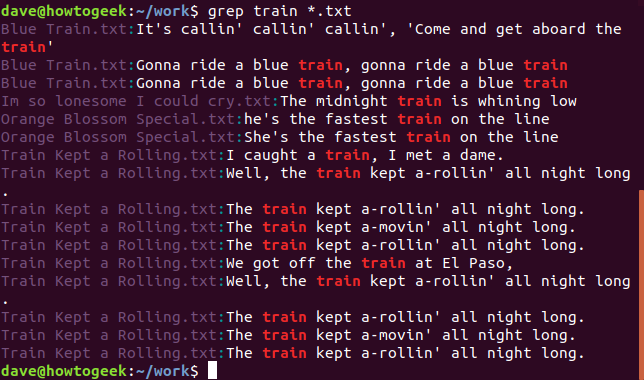 dave@howtogeek:~/work$ grep train *.txt
Blue Train.txt:It's callin' callin' callin', 'Come and get aboard the
train'
Blue Train.txt:Gonna ride a blue train, gonna ride a blue train
Blue Train.txt:Gonna ride a blue train, gonna ride a blue train
Im so lonesome I could cry.txt:The midnight train is whining low
Orange Blossom Special.txt:he's the fastest train on the line
Orange Blossom Special.txt:She's the fastest train on the line
Train Kept a Rolling.txt:I caught a train, I met a dame.
Train Kept a Rolling.txt:Well, the train kept a-rollin' all night long
.
Train Kept a Rolling.txt:The train kept a-rollin' all night long.
Train Kept a Rolling.txt:The train kept a-movin' all night long.
Train Kept a Rolling.txt:The train kept a-rollin' all night long.
Train Kept a Rolling.txt:We got off the train at El Paso,
Train Kept a Rolling.txt:Well, the train kept a-rollin' all night long
.
Train Kept a Rolling.txt:The train kept a-rollin' all night long.
Train Kept a Rolling.txt:The train kept a-movin' all night long.
Train Kept a Rolling.txt:The train kept a-rollin' all night long.
dave@howtogeek:~/work$